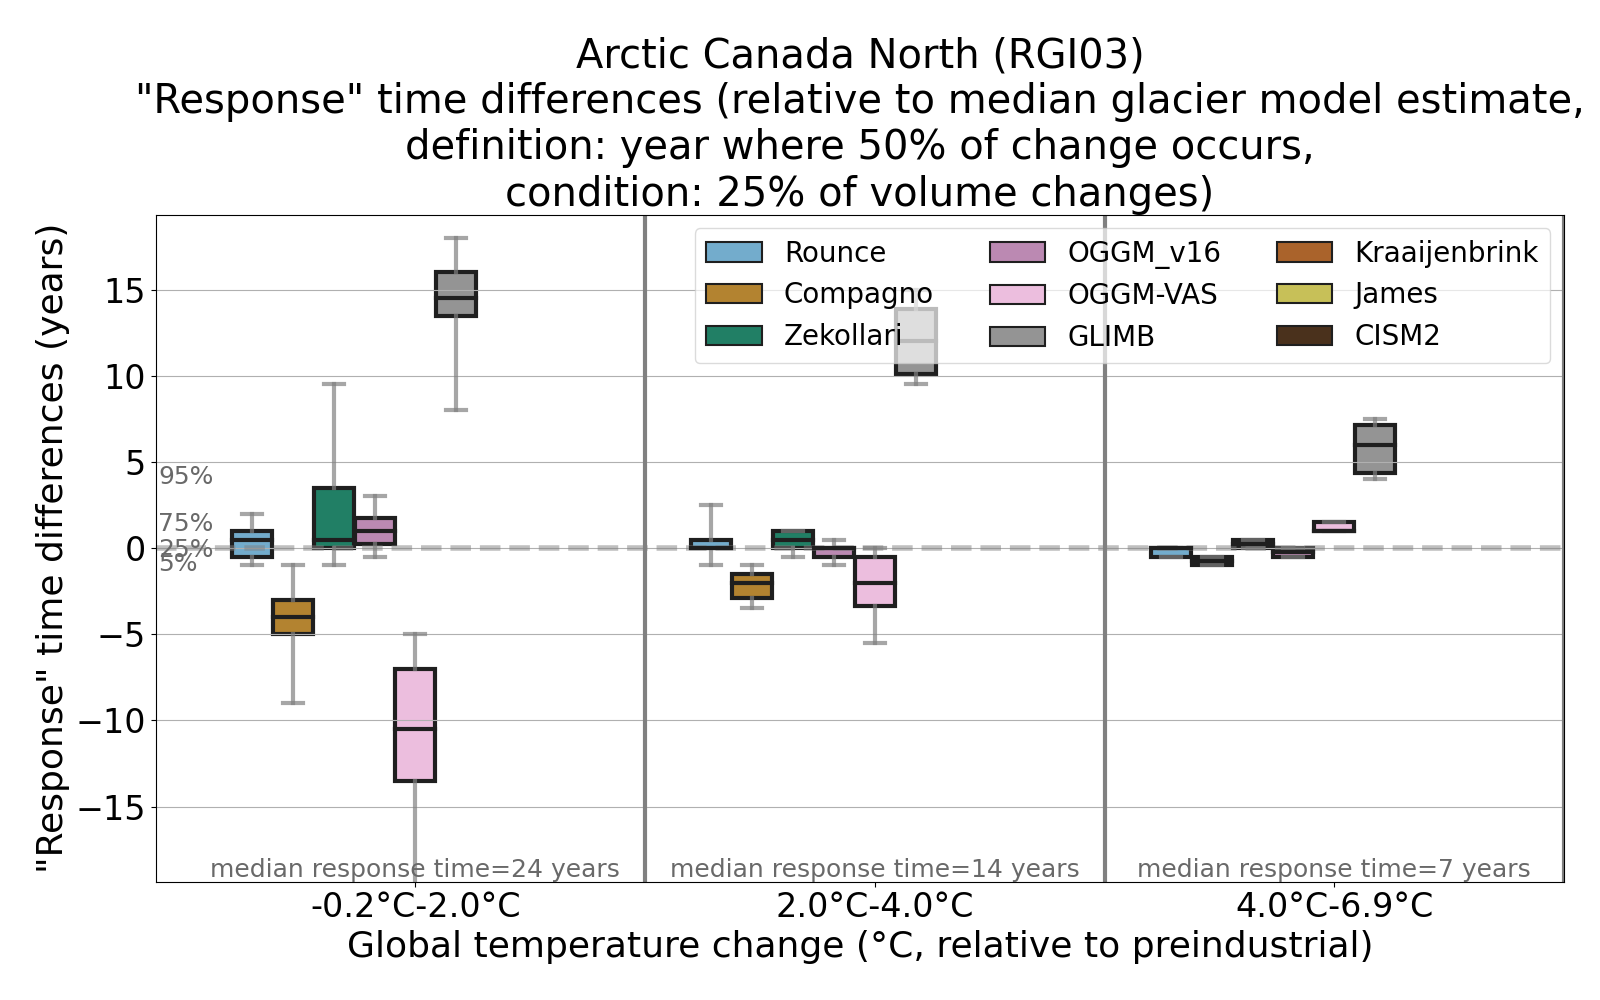 Arctic Canada North (RGI03)
"Response" time differences (relative to median glacier model estimate,
definition: year where 50% of change occurs,
condition: 25% of volume changes)
"Response" time differences (years)
15
10
5
0
−5
−10
−15
95%
75%
25%
5%
Rounce
Compagno
Zekollari
OGGM_v16
OGGM-VAS
GLIMB
Kraaijenbrink
James
CISM2
median response time=24 years
median response time=14 years
median response time=7 years
-0.2°C-2.0°C
2.0°C-4.0°C
4.0°C-6.9°C
Global temperature change (°C, relative to preindustrial)